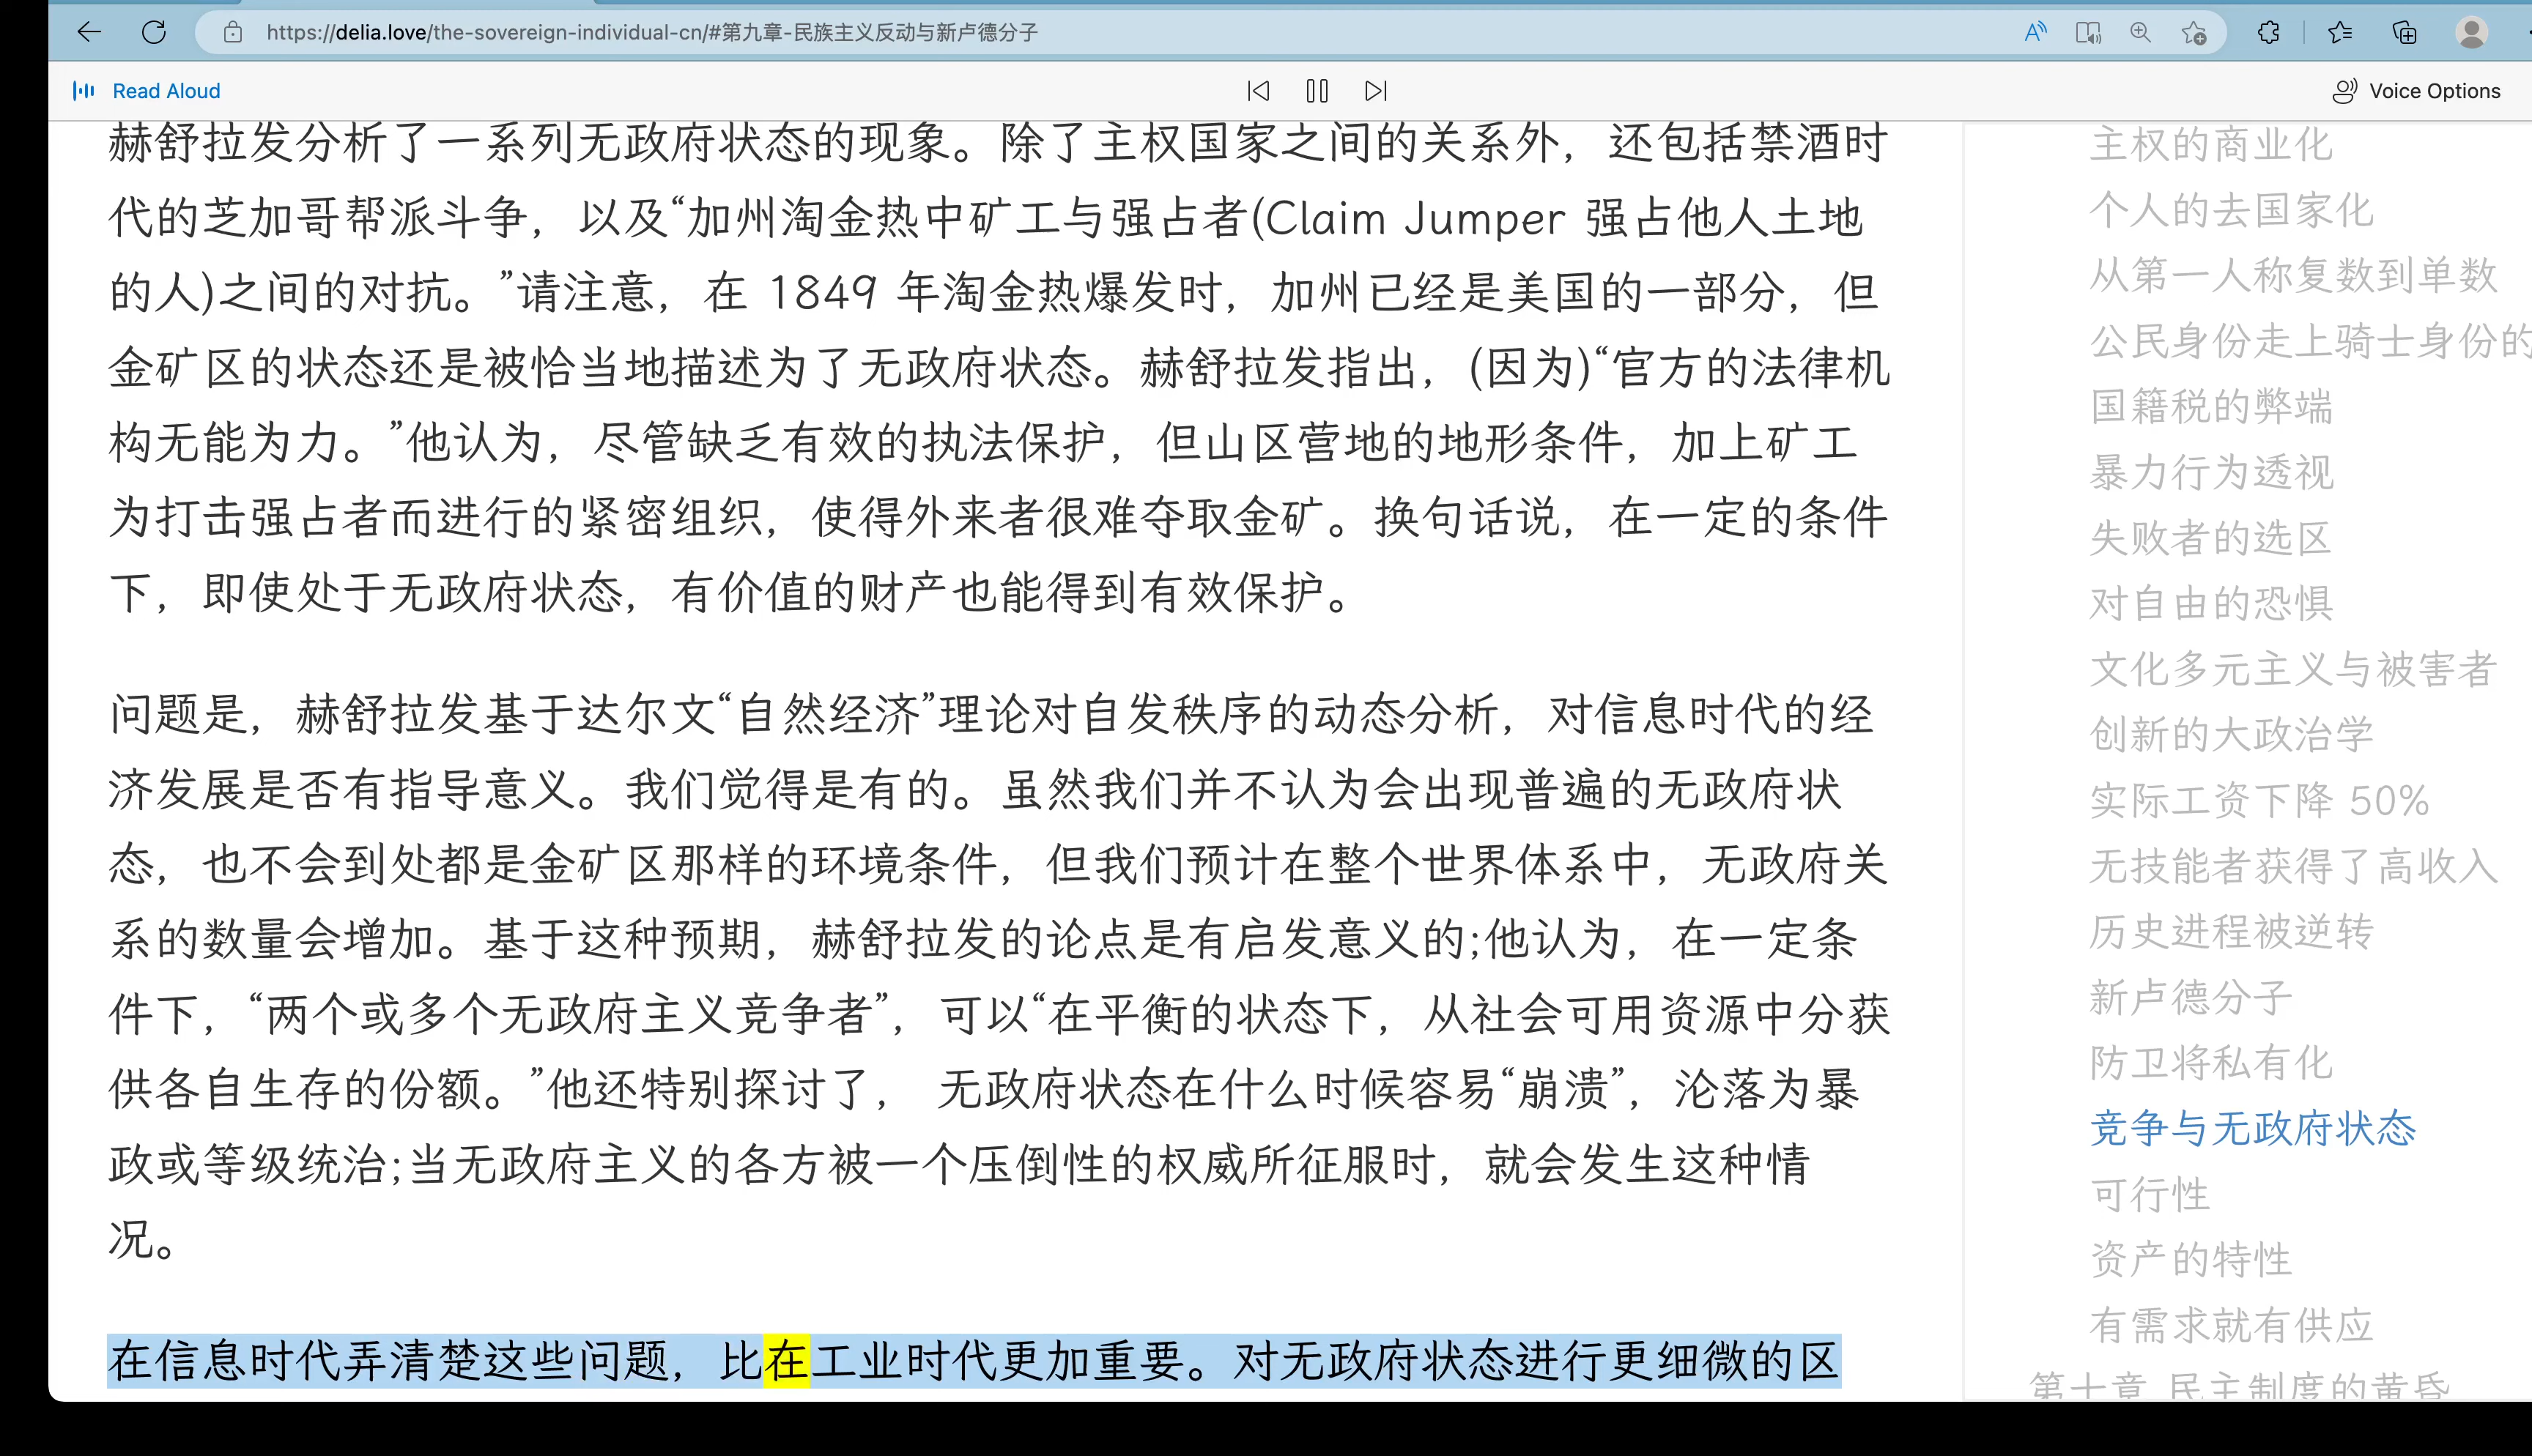 https://delia.love/the-sovereign-individual-cn/#第九章-民族主义反动与新卢德分子
Read Aloud
Voice Options
赫舒拉发分析了一系列无政府状态的现象。除了主权国家之间的关系外，还包括禁酒时
代的芝加哥帮派斗争，以及“加州淘金热中矿工与强占者(Claim Jumper 强占他人土地
的人)之间的对抗。”请注意，在 1849 年淘金热爆发时，加州已经是美国的一部分，但
金矿区的状态还是被恰当地描述为了无政府状态。赫舒拉发指出，(因为)“官方的法律机
构无能为力。”他认为，尽管缺乏有效的执法保护，但山区营地的地形条件，加上矿工
为打击强占者而进行的紧密组织，使得外来者很难夺取金矿。换句话说，在一定的条件
下，即使处于无政府状态，有价值的财产也能得到有效保护。
问题是，赫舒拉发基于达尔文“自然经济”理论对自发秩序的动态分析，对信息时代的经
济发展是否有指导意义。我们觉得是有的。虽然我们并不认为会出现普遍的无政府状
态，也不会到处都是金矿区那样的环境条件，但我们预计在整个世界体系中，无政府关
系的数量会增加。基于这种预期，赫舒拉发的论点是有启发意义的;他认为，在一定条
件下，“两个或多个无政府主义竞争者”，可以“在平衡的状态下，从社会可用资源中分获
供各自生存的份额。”他还特别探讨了， 无政府状态在什么时候容易“崩溃”，沦落为暴
政或等级统治;当无政府主义的各方被一个压倒性的权威所征服时，就会发生这种情
况。
在信息时代弄清楚这些问题，比在工业时代更加重要。对无政府状态进行更细微的区
主权的商业化
个人的去国家化
从第一人称复数到单数
公民身份走上骑士身份的
国籍税的弊端
暴力行为透视
失败者的选区
对自由的恐惧
文化多元主义与被害者
创新的大政治学
实际工资下降 50%
无技能者获得了高收入
历史进程被逆转
新卢德分子
防卫将私有化
竞争与无政府状态
可行性
资产的特性
有需求就有供应
第十章 民主制度的黄昏